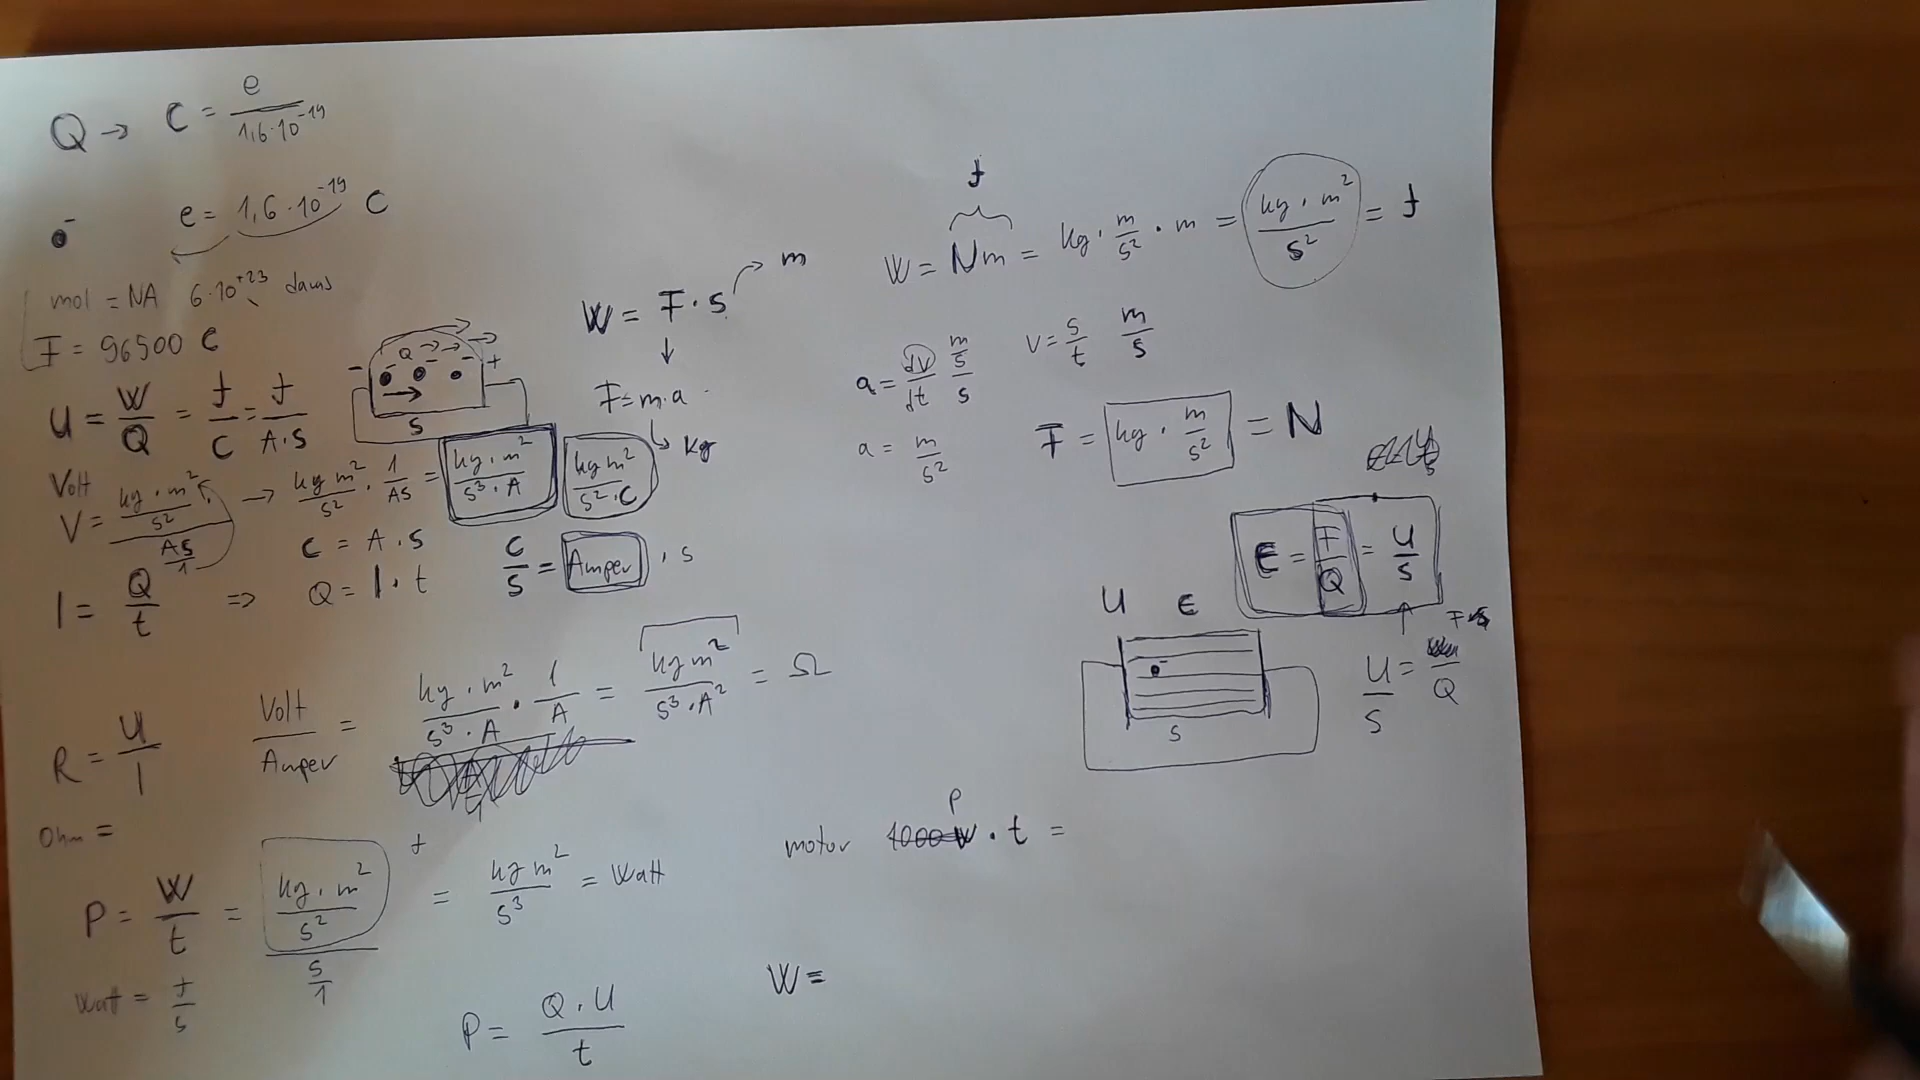 Q → C = e / 1,6·10⁻¹⁹
e = 1,6·10⁻¹⁹ C
mol = NA 6·10⁺²³
F = 96500 C
U = W/Q = J/C = J/A·s
Volt
V = (kg·m²/s²) / (As/1) → kg m²/s² · 1/As = kg·m²/s³·A kg m²/s²·C
- Q → → - - +
s
C = A·s C/s = Amper · s
I = Q/t ⇒ Q = I·t
R = U/I Volt/Amper = kg·m²/s³·A · 1/A = kg m²/s³·A² = Ω
Ohm =
P = W/t = (kg·m²/s²) / (s/1) = kg m²/s³ = Watt
J
Watt = J/s
P = Q·U/t
W = F·s → m
↓
F = m·a
↳ kg
J
W = Nm = kg·m/s²·m = kg·m²/s² = J
a = dv/dt (m/s)/s v = s/t m/s
a = m/s²
F = kg·m/s² = N
E = F/Q = U/s
↑
U E
s
U/s = /Q
P
motor 1000W · t =
W =